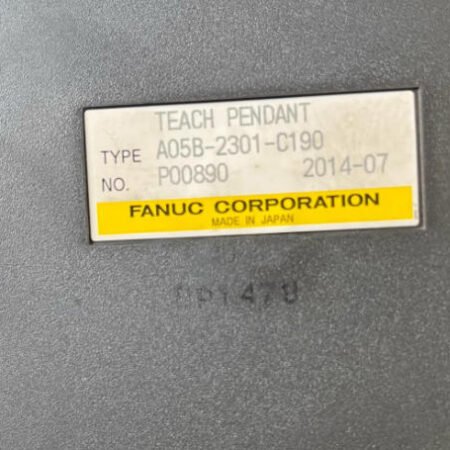 TEACH PENDANT
TYPE A05B-2301-C190
NO. P00890 2014-07
FANUC CORPORATION
MADE IN JAPAN